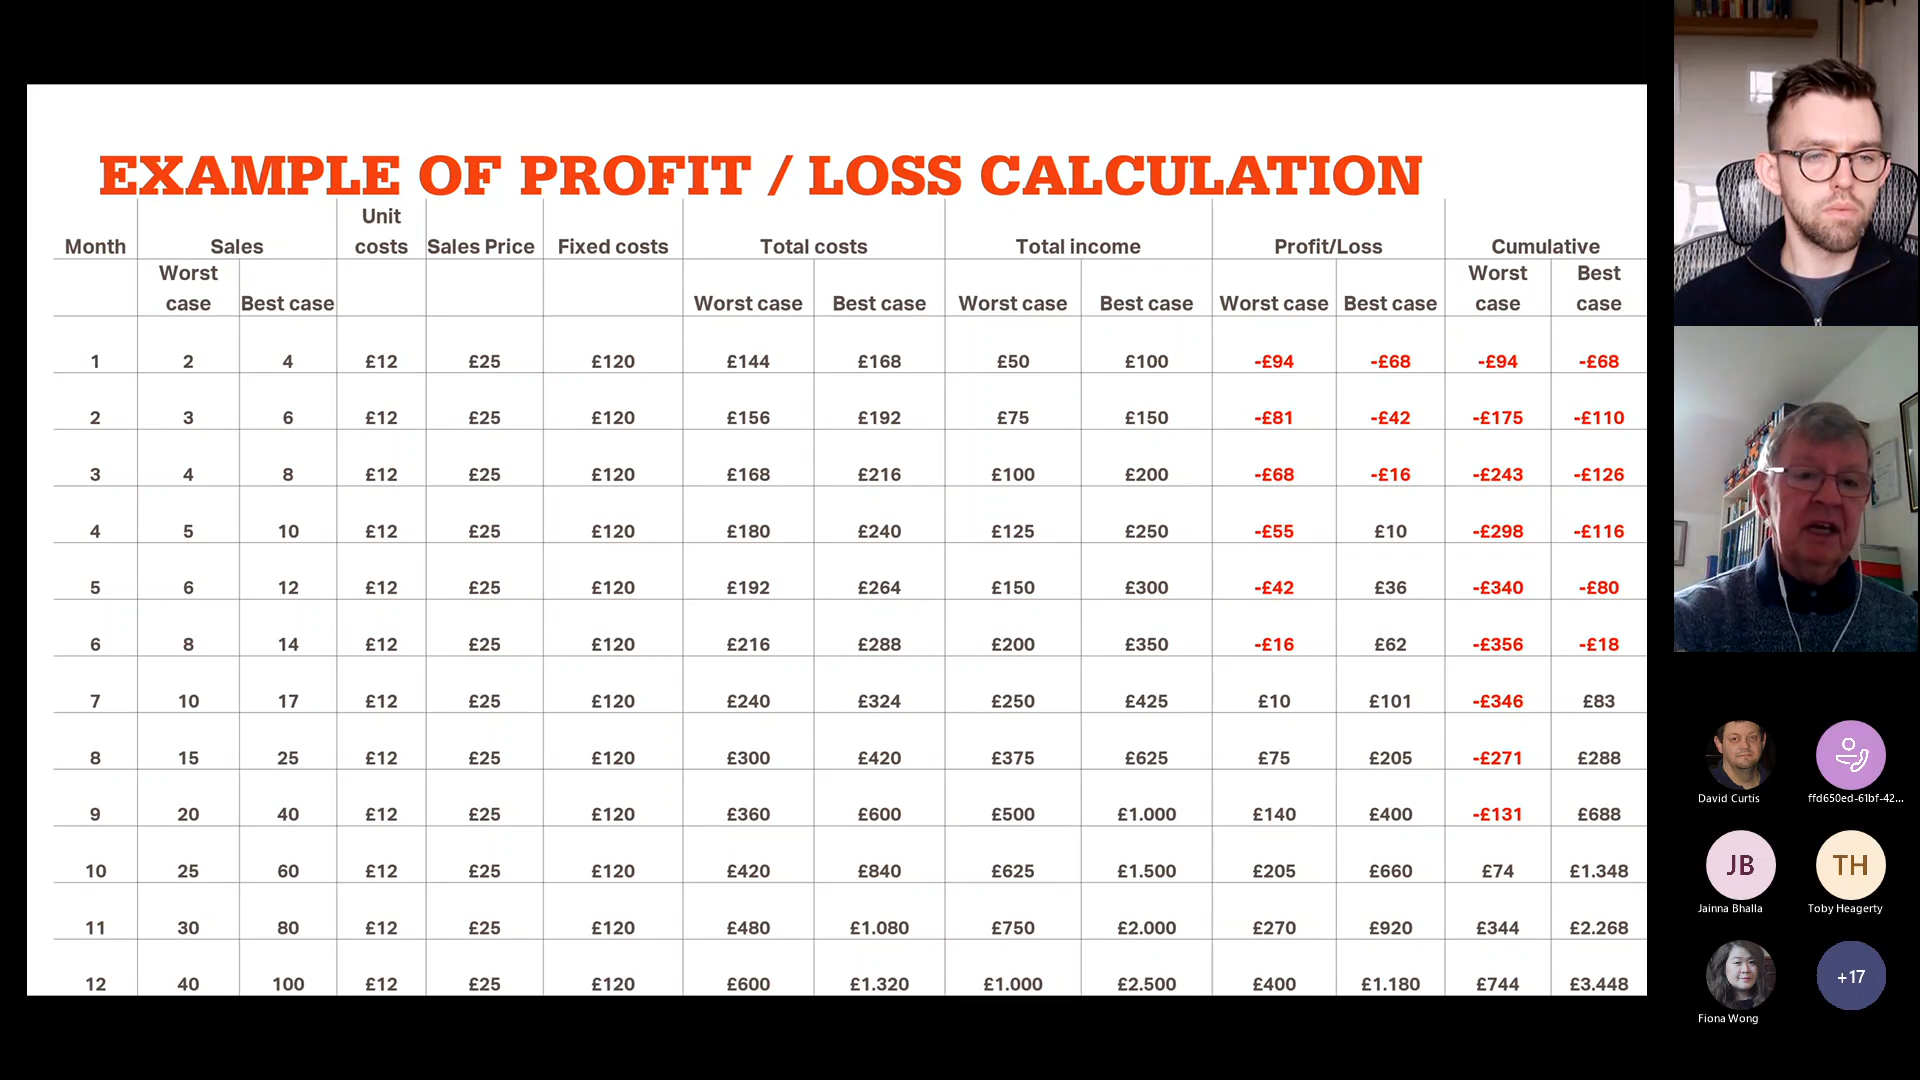 EXAMPLE OF PROFIT / LOSS CALCULATION
Month Sales Unit costs Sales Price Fixed costs Total costs Total income Profit/Loss Cumulative
Worst case Best case Worst case Best case Worst case Best case Worst case Best case Worst case Best case
1 2 4 £12 £25 £120 £144 £168 £50 £100 -£94 -£68 -£94 -£68
2 3 6 £12 £25 £120 £156 £192 £75 £150 -£81 -£42 -£175 -£110
3 4 8 £12 £25 £120 £168 £216 £100 £200 -£68 -£16 -£243 -£126
4 5 10 £12 £25 £120 £180 £240 £125 £250 -£55 £10 -£298 -£116
5 6 12 £12 £25 £120 £192 £264 £150 £300 -£42 £36 -£340 -£80
6 8 14 £12 £25 £120 £216 £288 £200 £350 -£16 £62 -£356 -£18
7 10 17 £12 £25 £120 £240 £324 £250 £425 £10 £101 -£346 £83
8 15 25 £12 £25 £120 £300 £420 £375 £625 £75 £205 -£271 £288
9 20 40 £12 £25 £120 £360 £600 £500 £1.000 £140 £400 -£131 £688
10 25 60 £12 £25 £120 £420 £840 £625 £1.500 £205 £660 £74 £1.348
11 30 80 £12 £25 £120 £480 £1.080 £750 £2.000 £270 £920 £344 £2.268
12 40 100 £12 £25 £120 £600 £1.320 £1.000 £2.500 £400 £1.180 £744 £3.448
David Curtis
ffd650ed-61bf-42...
JB
Jainna Bhalla
TH
Toby Heagerty
Fiona Wong
+17